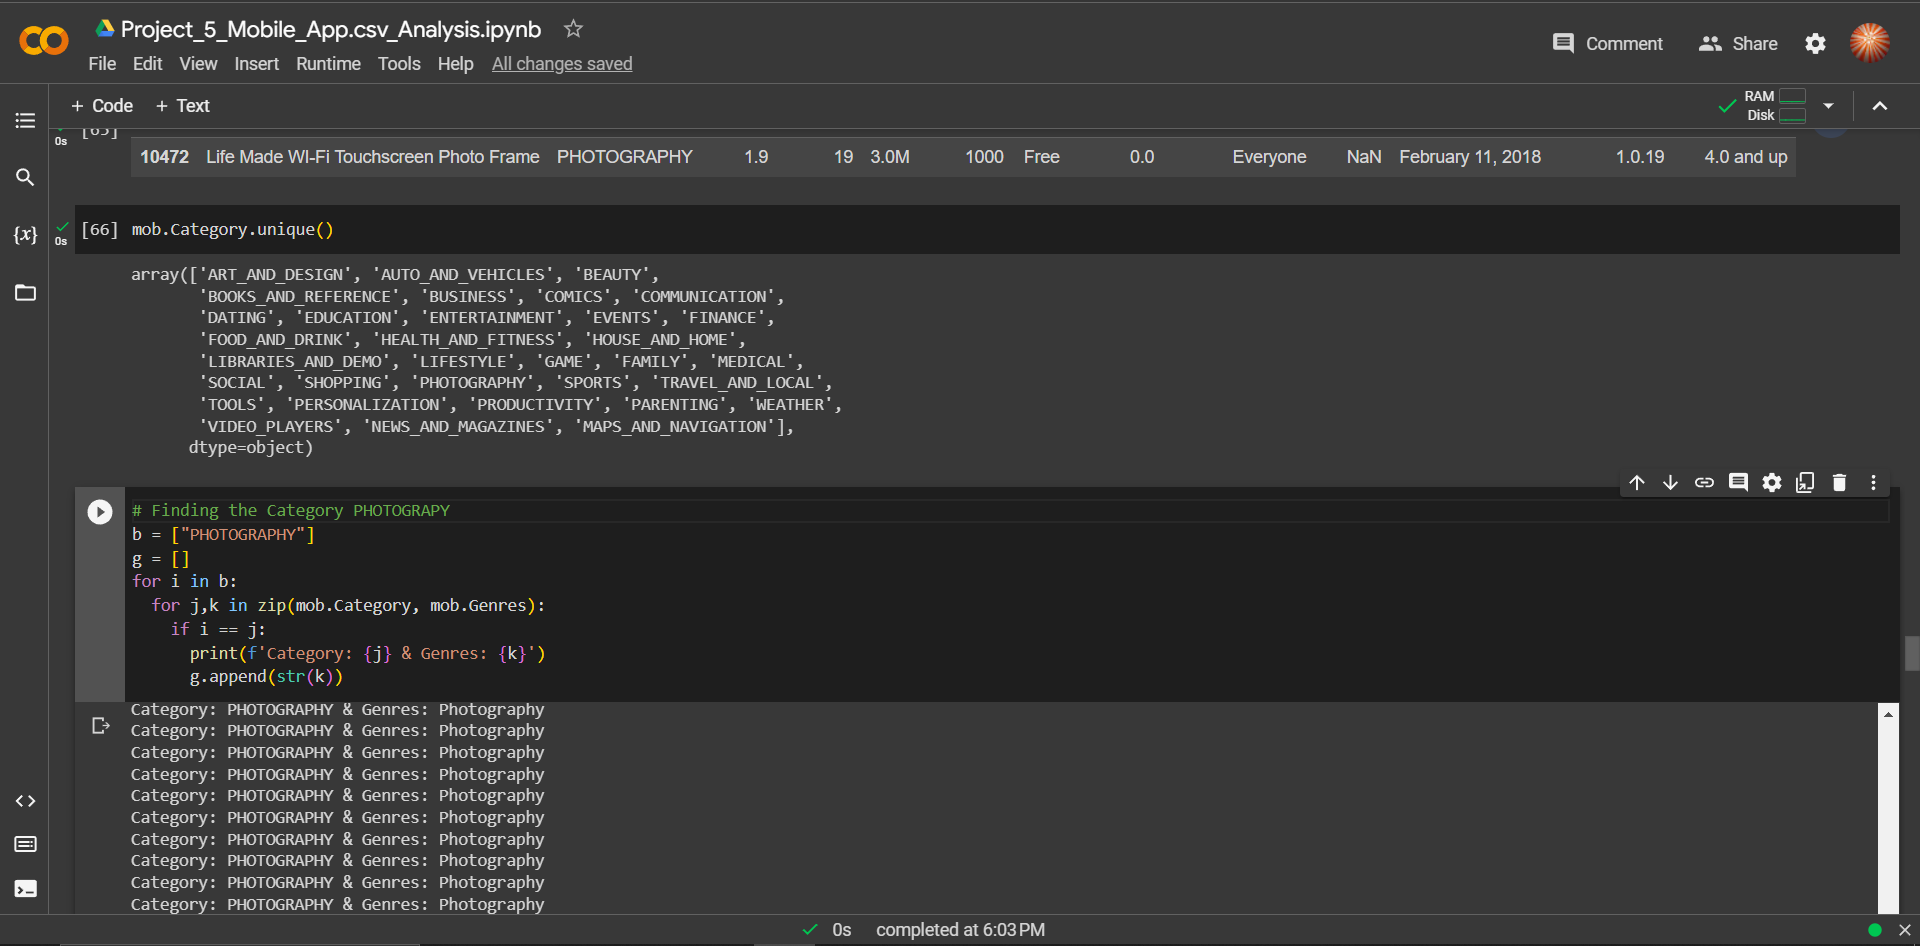 Project_5_Mobile_App.csv_Analysis.ipynb
Comment Share
File Edit View Insert Runtime Tools Help All changes saved
+ Code + Text
RAM
Disk
[65]
0s
10472 Life Made WI-Fi Touchscreen Photo Frame PHOTOGRAPHY 1.9 19 3.0M 1000 Free 0.0 Everyone NaN February 11, 2018 1.0.19 4.0 and up
[66] mob.Category.unique()
0s
array(['ART_AND_DESIGN', 'AUTO_AND_VEHICLES', 'BEAUTY',
'BOOKS_AND_REFERENCE', 'BUSINESS', 'COMICS', 'COMMUNICATION',
'DATING', 'EDUCATION', 'ENTERTAINMENT', 'EVENTS', 'FINANCE',
'FOOD_AND_DRINK', 'HEALTH_AND_FITNESS', 'HOUSE_AND_HOME',
'LIBRARIES_AND_DEMO', 'LIFESTYLE', 'GAME', 'FAMILY', 'MEDICAL',
'SOCIAL', 'SHOPPING', 'PHOTOGRAPHY', 'SPORTS', 'TRAVEL_AND_LOCAL',
'TOOLS', 'PERSONALIZATION', 'PRODUCTIVITY', 'PARENTING', 'WEATHER',
'VIDEO_PLAYERS', 'NEWS_AND_MAGAZINES', 'MAPS_AND_NAVIGATION'],
dtype=object)
# Finding the Category PHOTOGRAPY
b = ["PHOTOGRAPHY"]
g = []
for i in b:
for j,k in zip(mob.Category, mob.Genres):
if i == j:
print(f'Category: {j} & Genres: {k}')
g.append(str(k))
Category: PHOTOGRAPHY & Genres: Photography
Category: PHOTOGRAPHY & Genres: Photography
Category: PHOTOGRAPHY & Genres: Photography
Category: PHOTOGRAPHY & Genres: Photography
Category: PHOTOGRAPHY & Genres: Photography
Category: PHOTOGRAPHY & Genres: Photography
Category: PHOTOGRAPHY & Genres: Photography
Category: PHOTOGRAPHY & Genres: Photography
Category: PHOTOGRAPHY & Genres: Photography
Category: PHOTOGRAPHY & Genres: Photography
0s completed at 6:03 PM